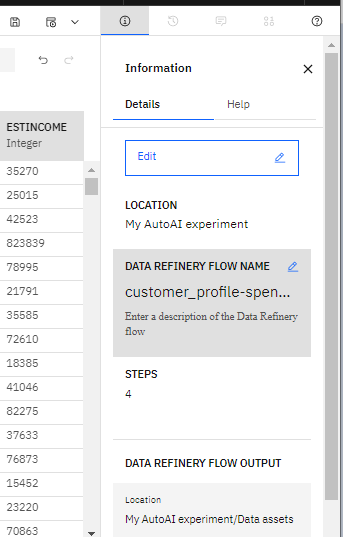 Information
Details
Help
Edit
ESTINCOME
Integer
35270
25015
42523
823839
78995
21791
35585
72610
18385
41046
82275
37633
76873
15452
23220
70863
LOCATION
My AutoAI experiment
DATA REFINERY FLOW NAME
customer_profile-spen...
Enter a description of the Data Refinery
flow
STEPS
4
DATA REFINERY FLOW OUTPUT
Location
My AutoAI experiment/Data assets